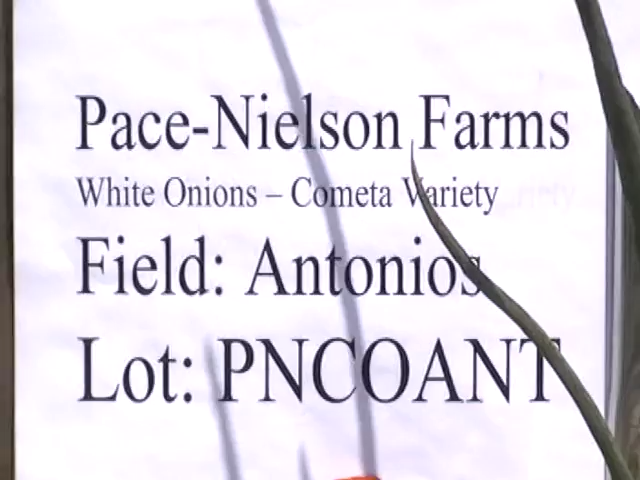 Pace-Nielson Farms
White Onions – Cometa Variety
Field: Antonios
Lot: PNCOANT